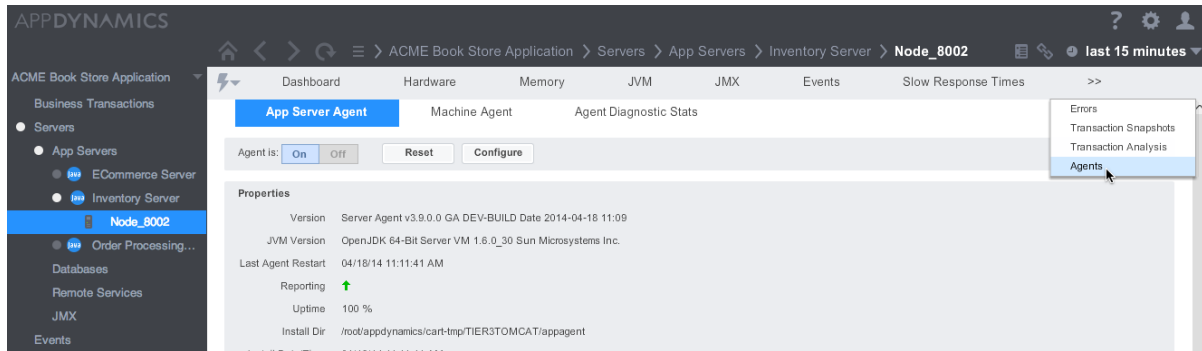 APPDYNAMICS
?
ACME Book Store Application > Servers > App Servers > Inventory Server > Node_8002 last 15 minutes
ACME Book Store Application
Dashboard Hardware Memory JVM JMX Events Slow Response Times >>
Business Transactions
Servers
App Servers
java ECommerce Server
java Inventory Server
Node_8002
java Order Processing...
Databases
Remote Services
JMX
Events
App Server Agent Machine Agent Agent Diagnostic Stats
Errors
Transaction Snapshots
Transaction Analysis
Agents
Agent is: On Off Reset Configure
Properties
Version Server Agent v3.9.0.0 GA DEV-BUILD Date 2014-04-18 11:09
JVM Version OpenJDK 64-Bit Server VM 1.6.0_30 Sun Microsystems Inc.
Last Agent Restart 04/18/14 11:11:41 AM
Reporting
Uptime 100 %
Install Dir /root/appdynamics/cart-tmp/TIER3TOMCAT/appagent